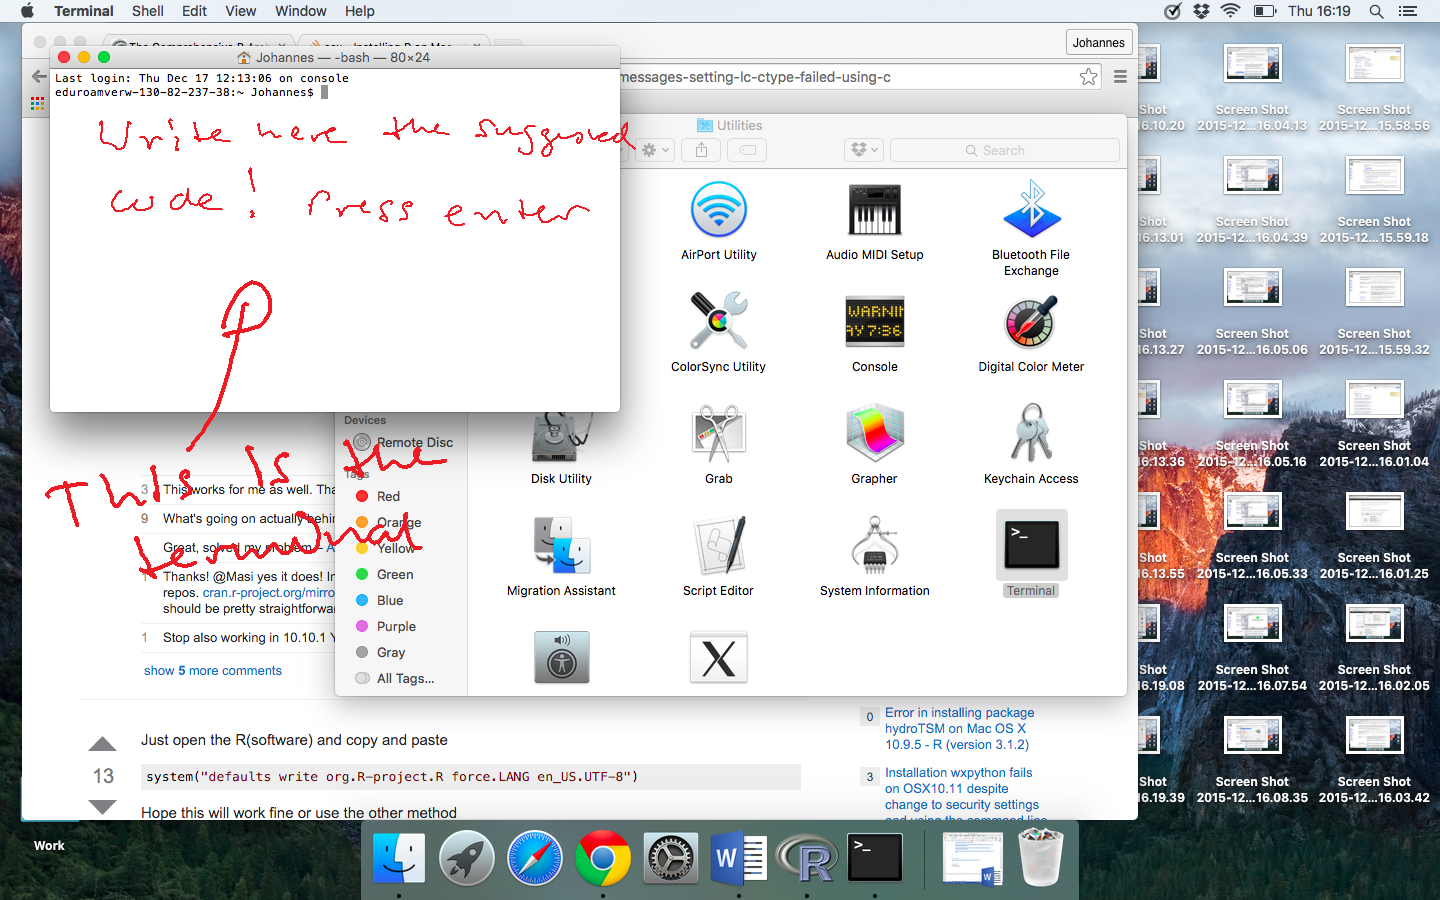 Terminal Shell Edit View Window Help
Thu 16:19
Johannes
Johannes — -bash — 80×24
messages-setting-lc-ctype-failed-using-c
Last login: Thu Dec 17 12:13:06 on console
eduroamverw-130-82-237-38:~ Johannes$
Write here the
code! Press enter
This is the
Utilities
Search
AirPort Utility
Audio MIDI Setup
Bluetooth File
Exchange
WARNIN
AY 7:36
ColorSync Utility
Console
Digital Color Meter
Disk Utility
Grab
Grapher
Keychain Access
Migration Assistant
Script Editor
System Information
Terminal
Devices
Remote Disc
Tags
Red
Orange
Yellow
Green
Blue
Purple
Gray
All Tags...
3 This works for me as well.
9 What's going on actually
Great, solved my problem –
Thanks! @Masi yes it does!
repos. cran.r-project.org/
should be pretty
1 Stop also working in 10.10.1
show 5 more comments
Just open the R(software) and copy and paste
13
system("defaults write org.R-project.R force.LANG en_US.UTF-8")
Hope this will work fine or use the other method
0 Error in installing package
hydroTSM on Mac OS X
10.9.5 - R (version 3.1.2)
3 Installation wxpython fails
on OSX10.11 despite
change to security settings
and using the command line
Shot
16.10.20
Screen Shot
2015-12...16.04.13
Screen Shot
2015-12...15.58.56
Shot
16.13.01
Screen Shot
2015-12...16.04.39
Screen Shot
2015-12...15.59.18
Shot
16.13.27
Screen Shot
2015-12...16.05.06
Screen Shot
2015-12...15.59.32
Shot
16.13.36
Screen Shot
2015-12...16.05.16
Screen Shot
2015-12...16.01.04
Shot
16.13.55
Screen Shot
2015-12...16.05.33
Screen Shot
2015-12...16.01.25
Shot
16.19.08
Screen Shot
2015-12...16.07.54
Screen Shot
2015-12...16.02.05
Shot
16.19.39
Screen Shot
2015-12...16.08.35
Screen Shot
2015-12...16.03.42
Work